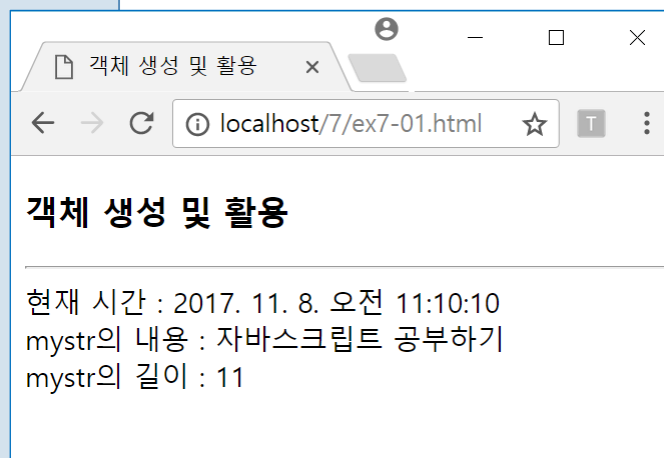 객체 생성 및 활용
localhost/7/ex7-01.html
T
객체 생성 및 활용
현재 시간 : 2017. 11. 8. 오전 11:10:10
mystr의 내용 : 자바스크립트 공부하기
mystr의 길이 : 11